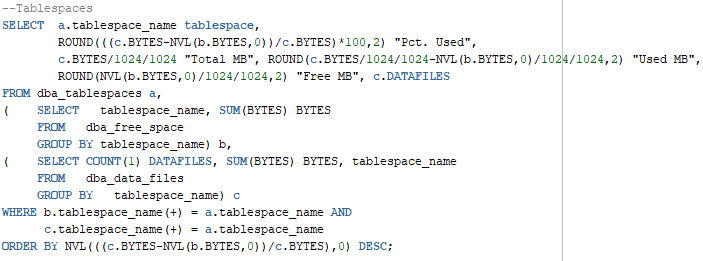 --Tablespaces
SELECT a.tablespace_name tablespace,
ROUND(((c.BYTES-NVL(b.BYTES,0))/c.BYTES)*100,2) "Pct. Used",
c.BYTES/1024/1024 "Total MB", ROUND(c.BYTES/1024/1024-NVL(b.BYTES,0)/1024/1024,2) "Used MB",
ROUND(NVL(b.BYTES,0)/1024/1024,2) "Free MB", c.DATAFILES
FROM dba_tablespaces a,
( SELECT tablespace_name, SUM(BYTES) BYTES
FROM dba_free_space
GROUP BY tablespace_name) b,
( SELECT COUNT(1) DATAFILES, SUM(BYTES) BYTES, tablespace_name
FROM dba_data_files
GROUP BY tablespace_name) c
WHERE b.tablespace_name(+) = a.tablespace_name AND
c.tablespace_name(+) = a.tablespace_name
ORDER BY NVL(((c.BYTES-NVL(b.BYTES,0))/c.BYTES),0) DESC;